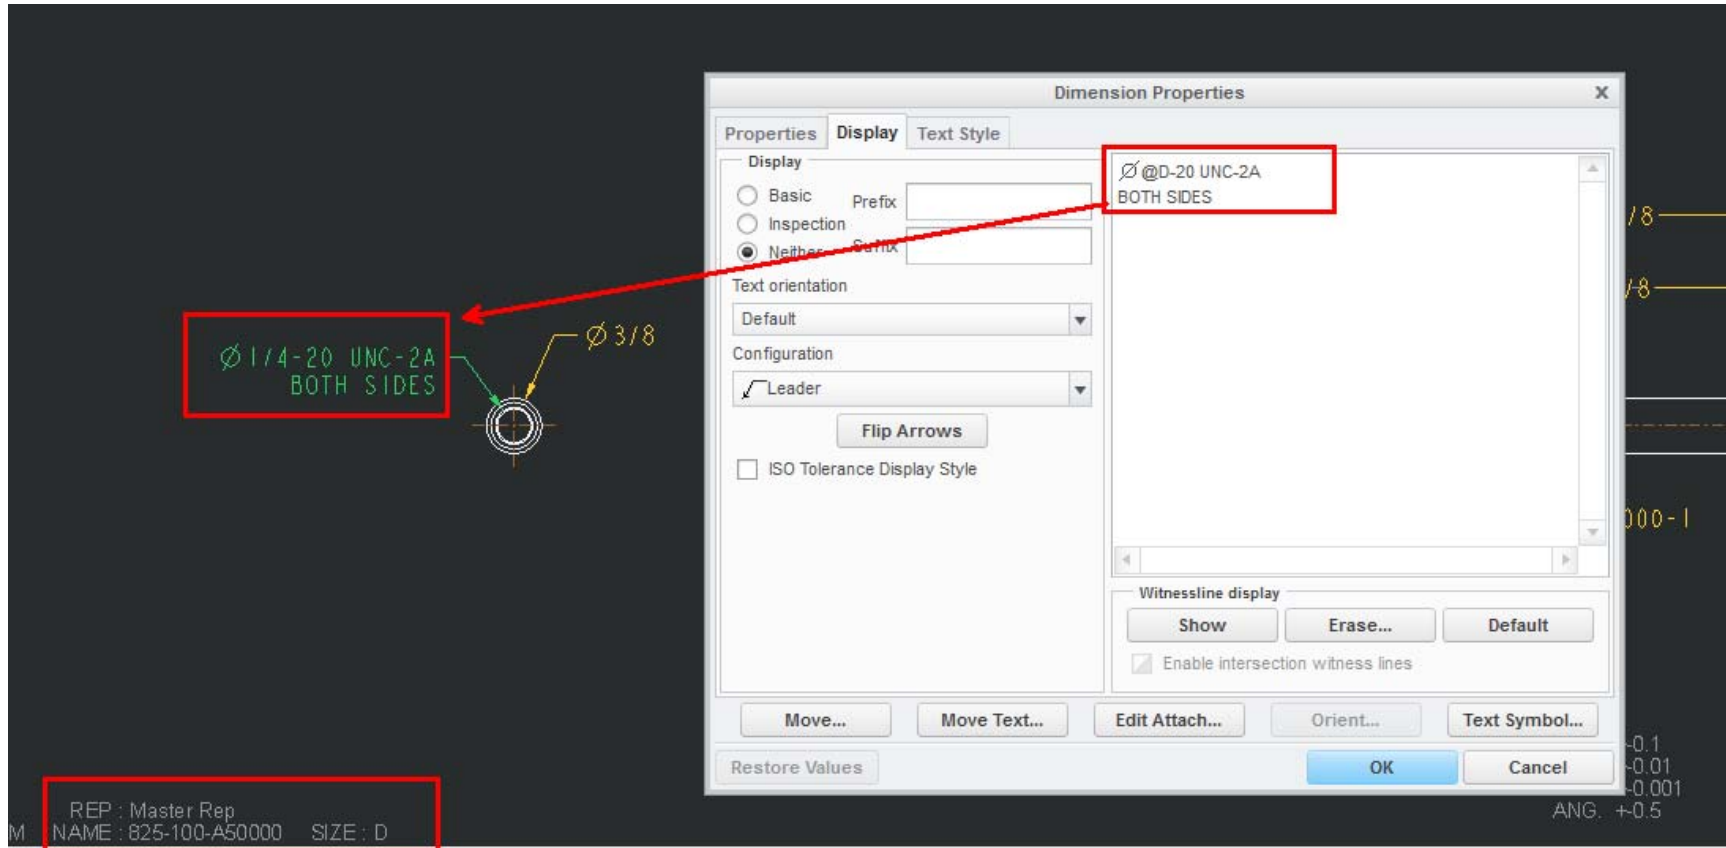 Dimension Properties X
Properties Display Text Style
Display
Basic
Prefix
Inspection
Neither
Suffix
Text orientation
Default
Configuration
Leader
Flip Arrows
ISO Tolerance Display Style
Ø @D-20 UNC-2A
BOTH SIDES
Witnessline display
Show Erase... Default
Enable intersection witness lines
Move... Move Text... Edit Attach... Orient... Text Symbol...
Restore Values OK Cancel
Ø1/4-20 UNC-2A
BOTH SIDES
Ø3/8
/8
/8
000-1
-0.1
-0.01
-0.001
ANG. +-0.5
REP : Master Rep
M NAME : 825-100-A50000 SIZE : D